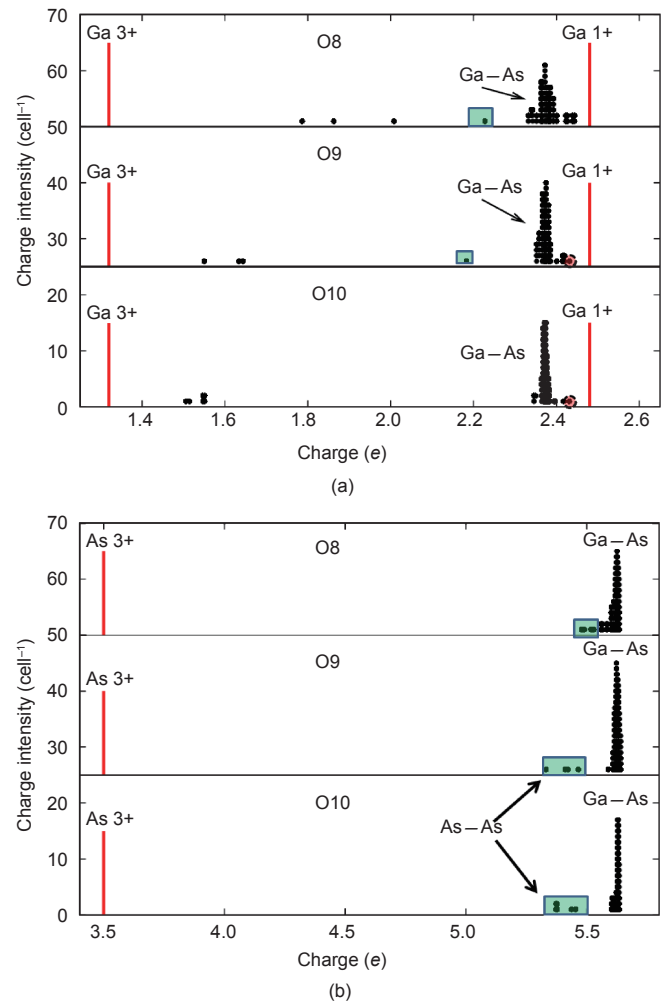 70
Ga 3+
O8
Ga 1+
Ga—As
60
50
O9
Ga 3+
Ga—As
Ga 1+
40
30
O10
20
Ga 3+
Ga 1+
Ga—As
10
0
1.4
1.6
1.8
2.0
2.2
2.4
2.6
Charge intensity (cell⁻¹)
Charge (e)
(a)
70
As 3+
O8
Ga—As
60
50
O9
As 3+
Ga—As
40
30
O10
As 3+
Ga—As
20
As—As
10
0
3.5
4.0
4.5
5.0
5.5
Charge intensity (cell⁻¹)
Charge (e)
(b)